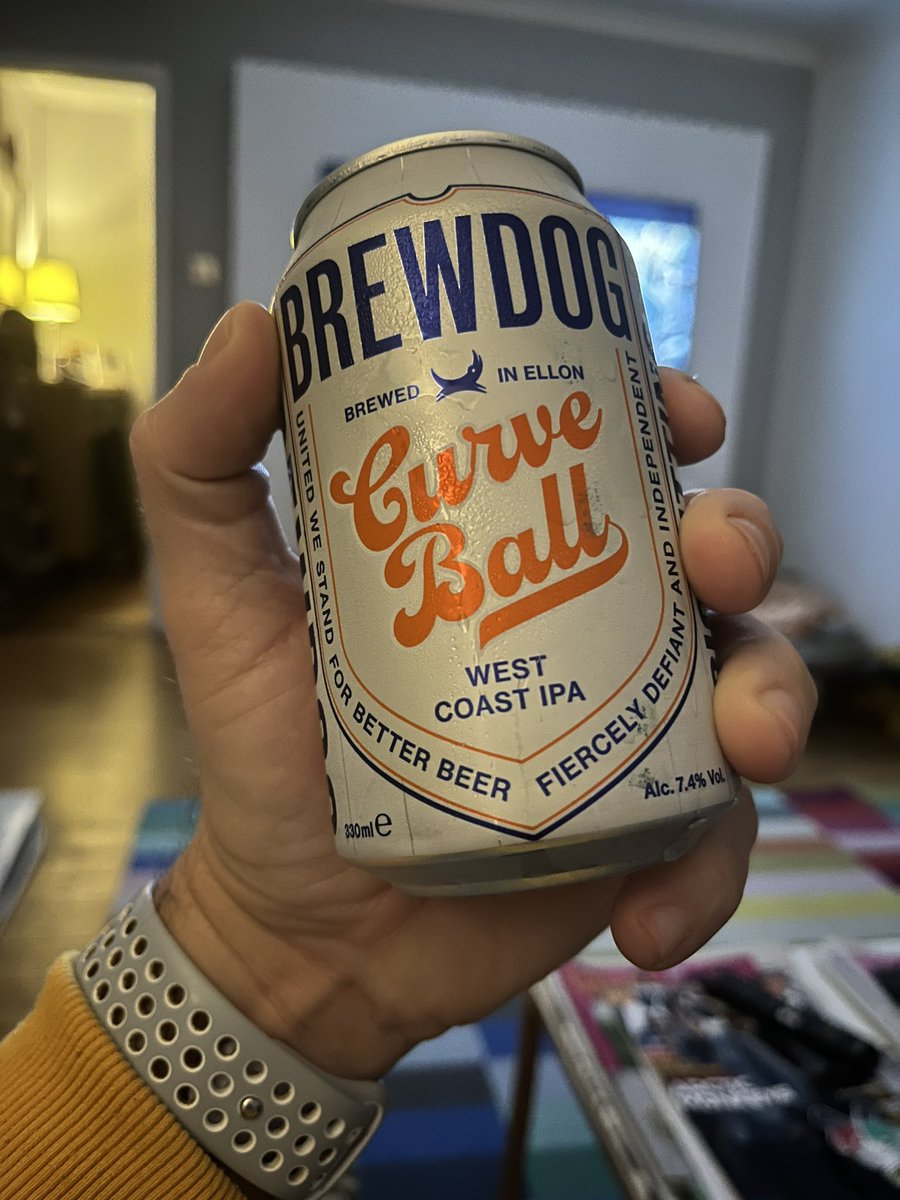 BREWDOG
BREWED IN ELLON
Curve
Ball
WEST
COAST IPA
UNITED WE STAND FOR BETTER BEER
FIERCELY DEFIANT AND INDEPENDENT
330ml e
Alc. 7.4% Vol.